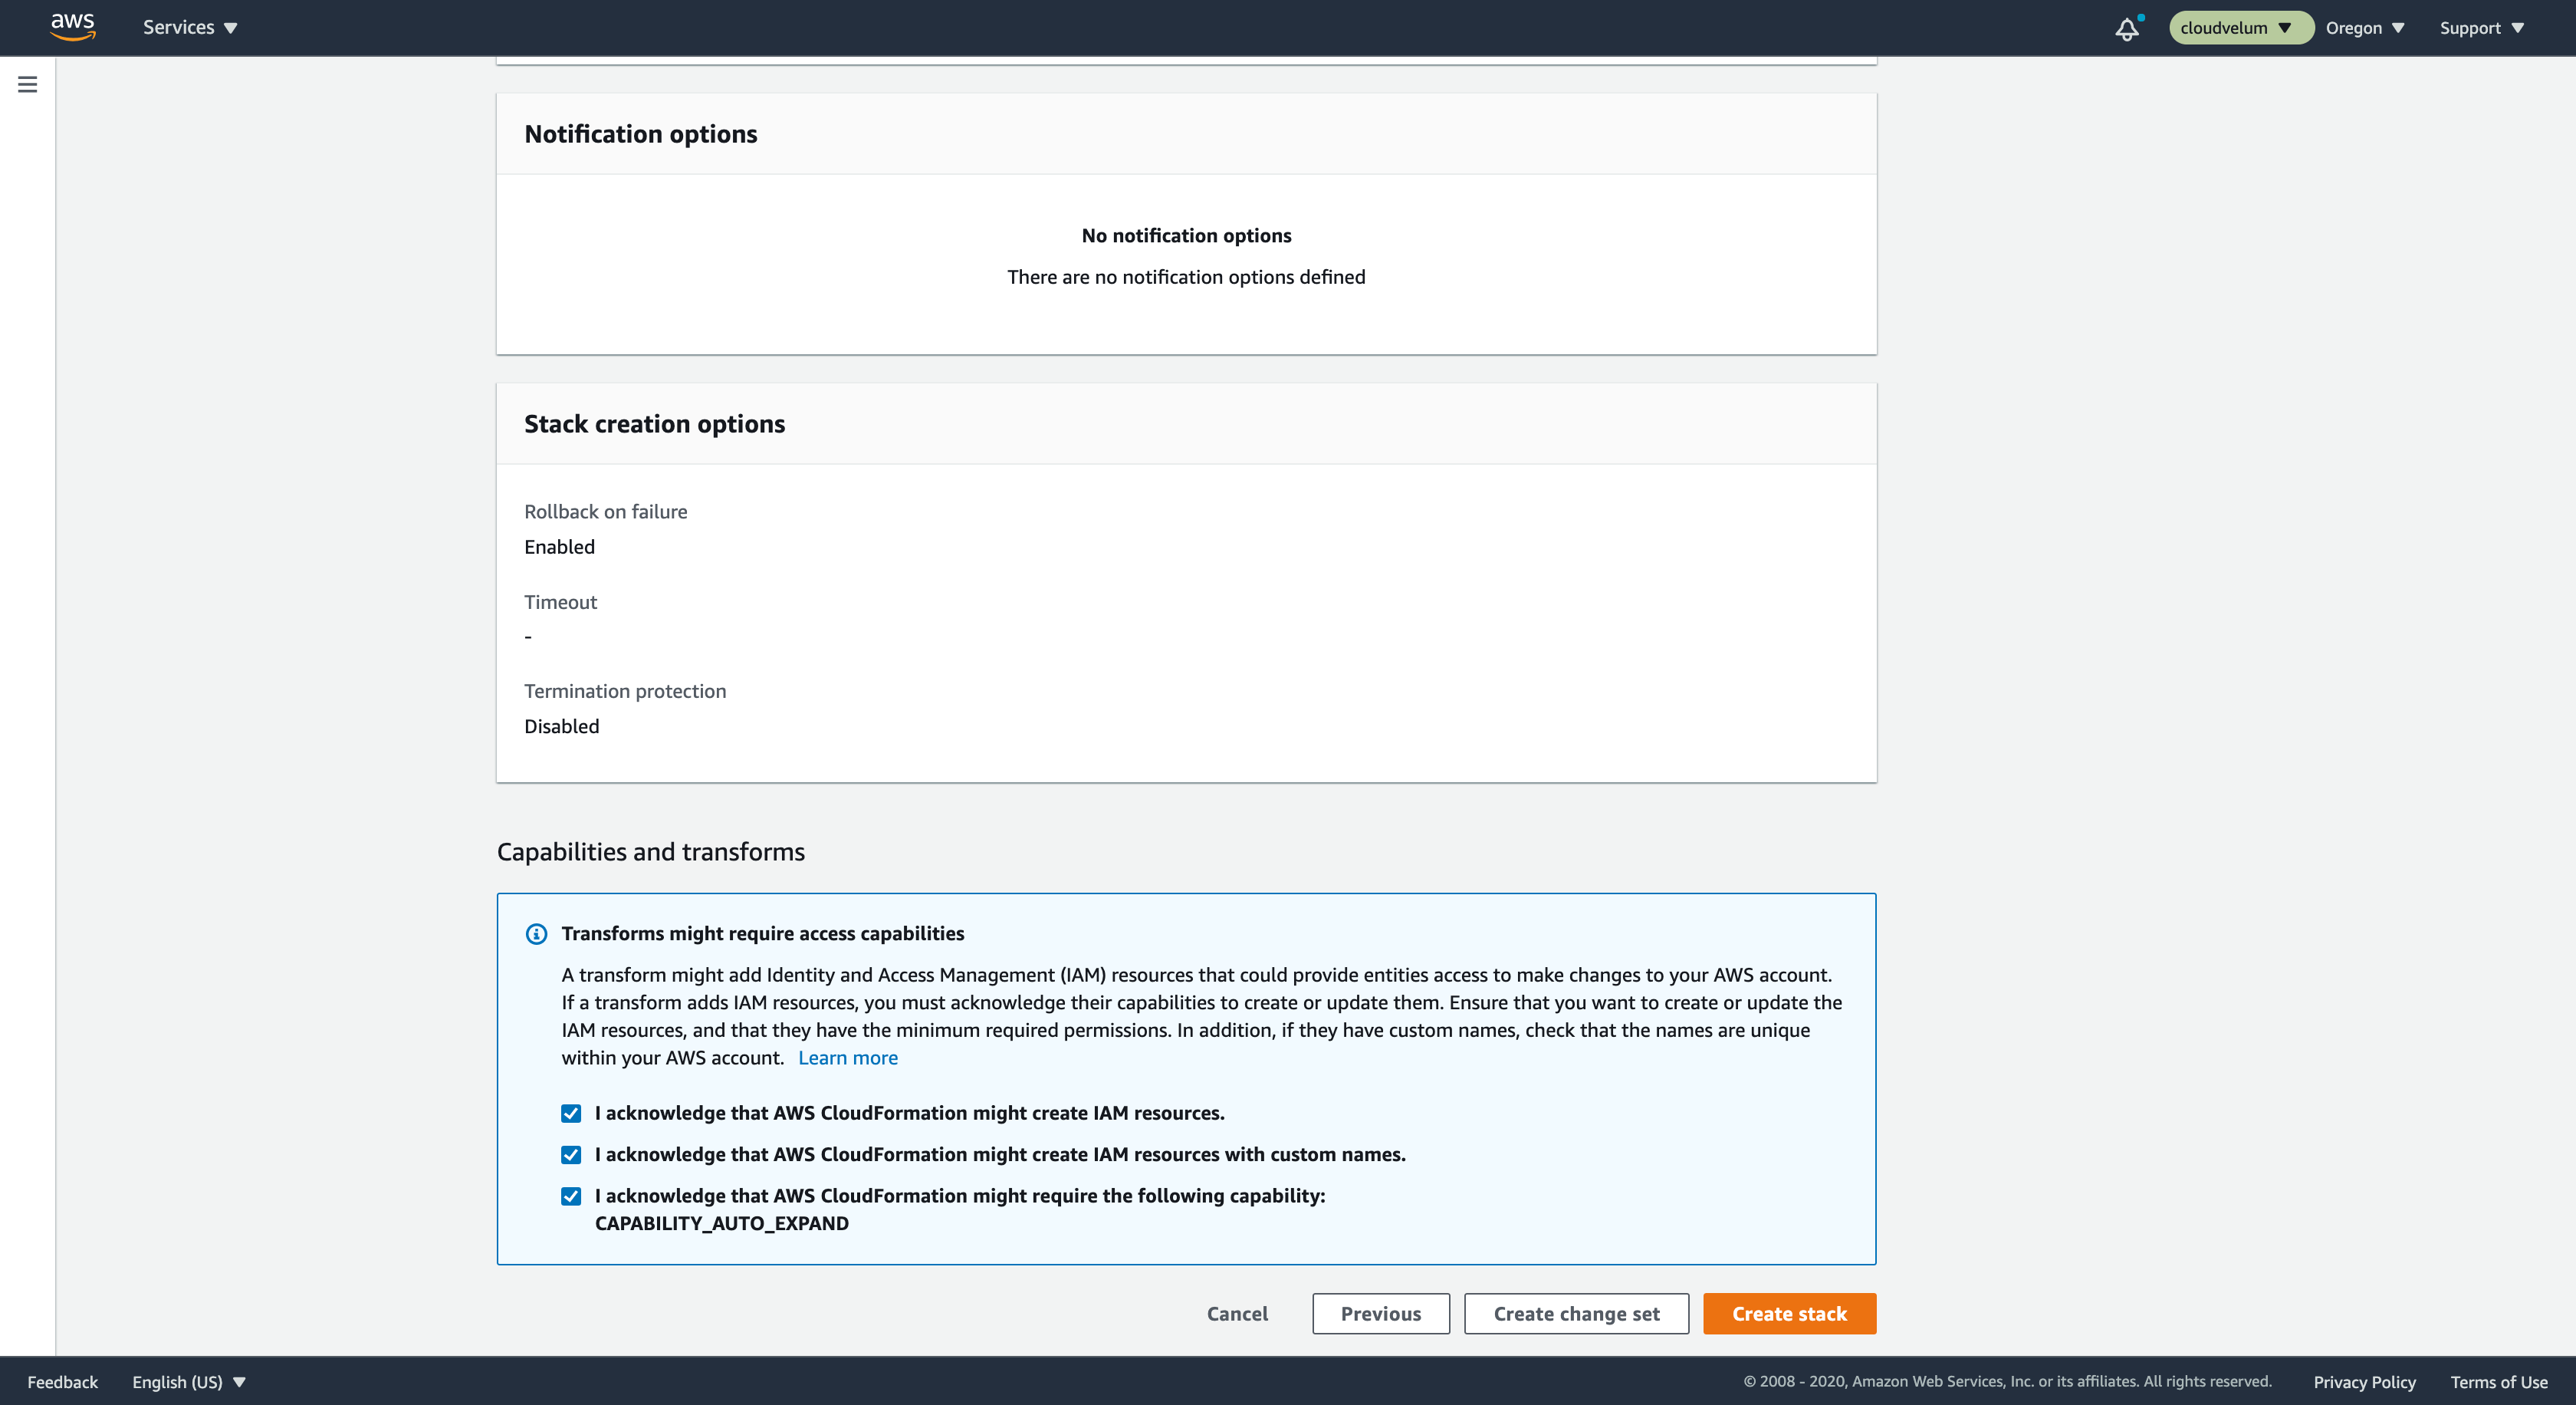 aws
Services
cloudvelum
Oregon
Support
Notification options
No notification options
There are no notification options defined
Stack creation options
Rollback on failure
Enabled
Timeout
-
Termination protection
Disabled
Capabilities and transforms
Transforms might require access capabilities
A transform might add Identity and Access Management (IAM) resources that could provide entities access to make changes to your AWS account.
If a transform adds IAM resources, you must acknowledge their capabilities to create or update them. Ensure that you want to create or update the
IAM resources, and that they have the minimum required permissions. In addition, if they have custom names, check that the names are unique
within your AWS account. Learn more
I acknowledge that AWS CloudFormation might create IAM resources.
I acknowledge that AWS CloudFormation might create IAM resources with custom names.
I acknowledge that AWS CloudFormation might require the following capability:
CAPABILITY_AUTO_EXPAND
Cancel
Previous
Create change set
Create stack
Feedback
English (US)
© 2008 - 2020, Amazon Web Services, Inc. or its affiliates. All rights reserved.
Privacy Policy
Terms of Use